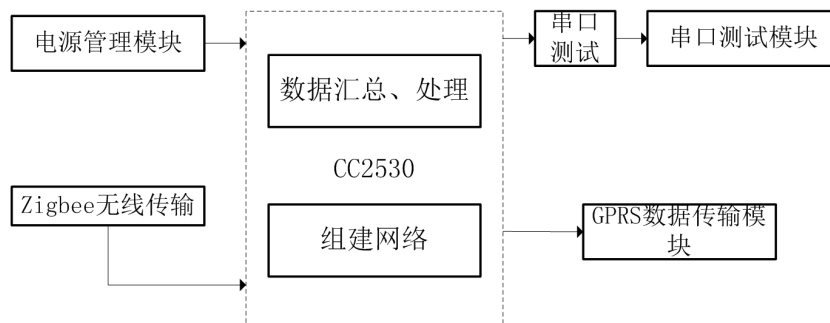 电源管理模块
串口
测试
串口测试模块
数据汇总、处理
CC2530
Zigbee无线传输
组建网络
GPRS数据传输模
块